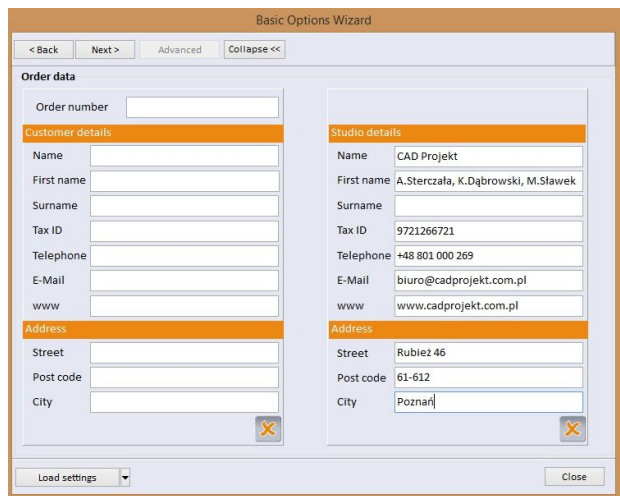 Basic Options Wizard
< Back Next > Advanced Collapse <<
Order data
Order number
Customer details
Name
First name
Surname
Tax ID
Telephone
E-Mail
www
Address
Street
Post code
City
Studio details
Name CAD Projekt
First name A.Sterczała, K.Dąbrowski, M.Sławek
Surname
Tax ID 9721266721
Telephone +48 801 000 269
E-Mail biuro@cadprojekt.com.pl
www www.cadprojekt.com.pl
Address
Street Rubież 46
Post code 61-612
City Poznań
Load settings Close